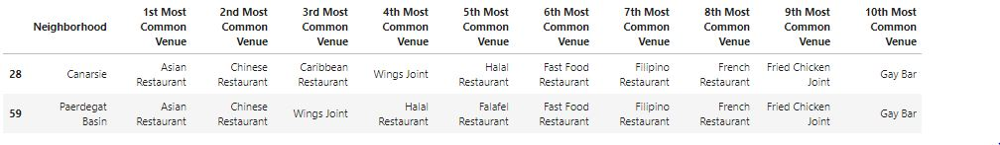 Neighborhood 1st Most Common Venue 2nd Most Common Venue 3rd Most Common Venue 4th Most Common Venue 5th Most Common Venue 6th Most Common Venue 7th Most Common Venue 8th Most Common Venue 9th Most Common Venue 10th Most Common Venue
28 Canarsie Asian Restaurant Chinese Restaurant Caribbean Restaurant Wings Joint Halal Restaurant Fast Food Restaurant Filipino Restaurant French Restaurant Fried Chicken Joint Gay Bar
59 Paerdegat Basin Asian Restaurant Chinese Restaurant Wings Joint Halal Restaurant Falafel Restaurant Fast Food Restaurant Filipino Restaurant French Restaurant Fried Chicken Joint Gay Bar